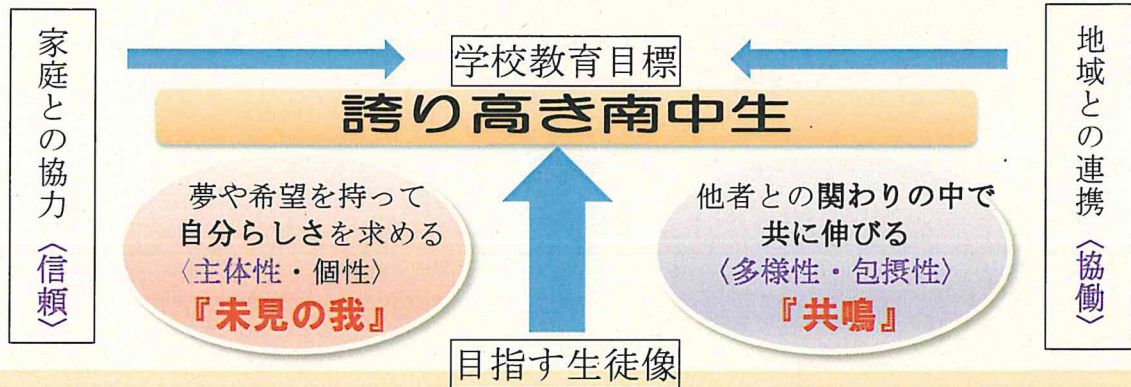 家庭との協力〈信頼〉
学校教育目標
誇り高き南中生
地域との連携〈協働〉
夢や希望を持って
自分らしさを求める
〈主体性・個性〉
『未見の我』
他者との関わりの中で
共に伸びる
〈多様性・包摂性〉
『共鳴』
目指す生徒像